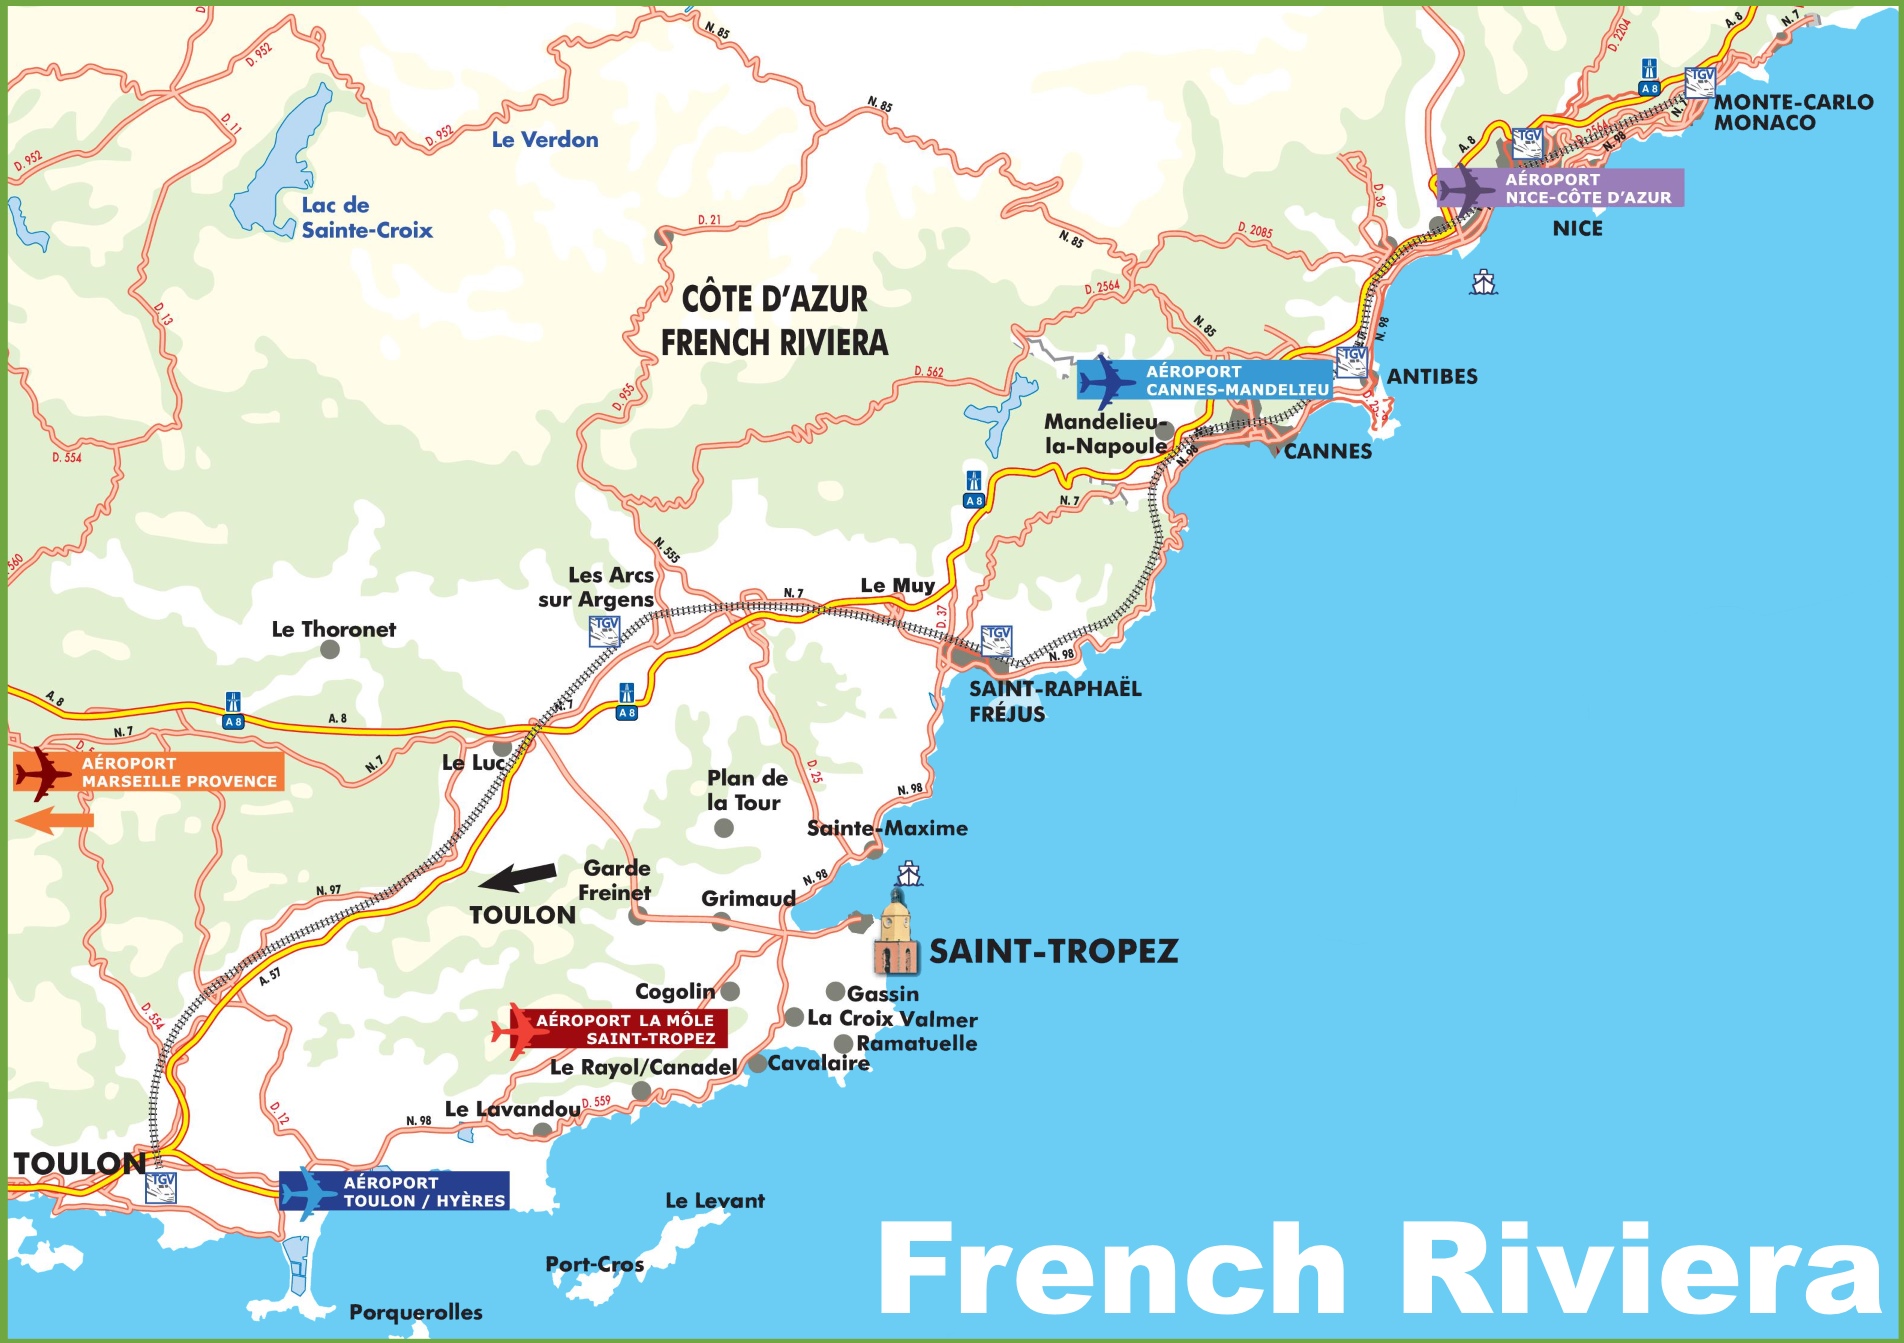 D. 952
N. 85
A. 8
N. 7
D. 2204
TGV
A 8
MONTE-CARLO
MONACO
N. 85
D. 11
D. 952
Le Verdon
D. 952
A. 8
TGV
D. 2564
N. 98
AÉROPORT
NICE-CÔTE D'AZUR
NICE
Lac de
Sainte-Croix
D. 21
N. 85
D. 2085
D. 36
CÔTE D'AZUR
FRENCH RIVIERA
D. 13
D. 2564
N. 85
N. 98
TGV
ANTIBES
AÉROPORT
CANNES-MANDELIEU
D. 562
D. 955
Mandelieu-
la-Napoule
CANNES
N. 98
D. 554
A 8
N. 7
560
N. 555
Les Arcs
sur Argens
TGV
N. 7
Le Muy
D. 37
TGV
N. 98
Le Thoronet
SAINT-RAPHAËL
FRÉJUS
A. 8
A 8
A. 8
A 8
N. 7
N. 7
N. 7
Le Luc
AÉROPORT
MARSEILLE PROVENCE
D. 25
Plan de
la Tour
N. 98
Sainte-Maxime
Garde
Freinet
N. 97
TOULON
Grimaud
N. 98
SAINT-TROPEZ
A. 57
Cogolin
Gassin
D. 554
AÉROPORT LA MÔLE
SAINT-TROPEZ
La Croix Valmer
Ramatuelle
Le Rayol/Canadel
Cavalaire
D. 12
N. 98
Le Lavandou
D. 559
TOULON
TGV
AÉROPORT
TOULON / HYÈRES
Le Levant
Port-Cros
Porquerolles
French Riviera